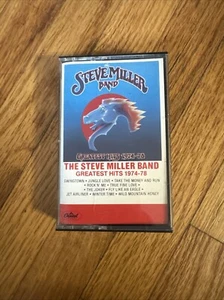 STEVE MILLER
BAND
GREATEST HITS 1974-78
THE STEVE MILLER BAND
GREATEST HITS 1974-78
SWINGTOWN • JUNGLE LOVE • TAKE THE MONEY AND RUN
• ROCK N' ME • TRUE FINE LOVE •
• THE JOKER • FLY LIKE AN EAGLE •
JET AIRLINER • WINTER TIME • WILD MOUNTAIN HONEY
Capitol